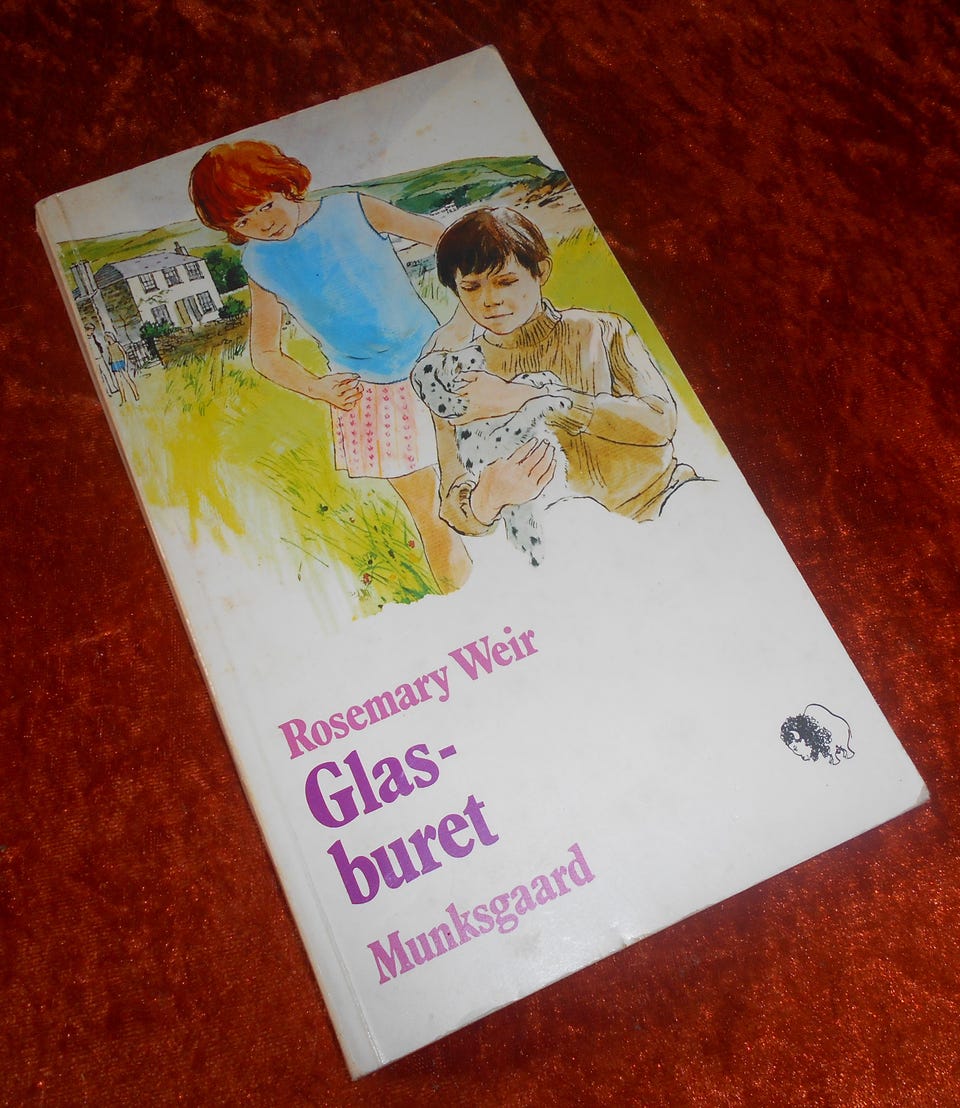 Rosemary Weir
Glas-
buret
Munksgaard